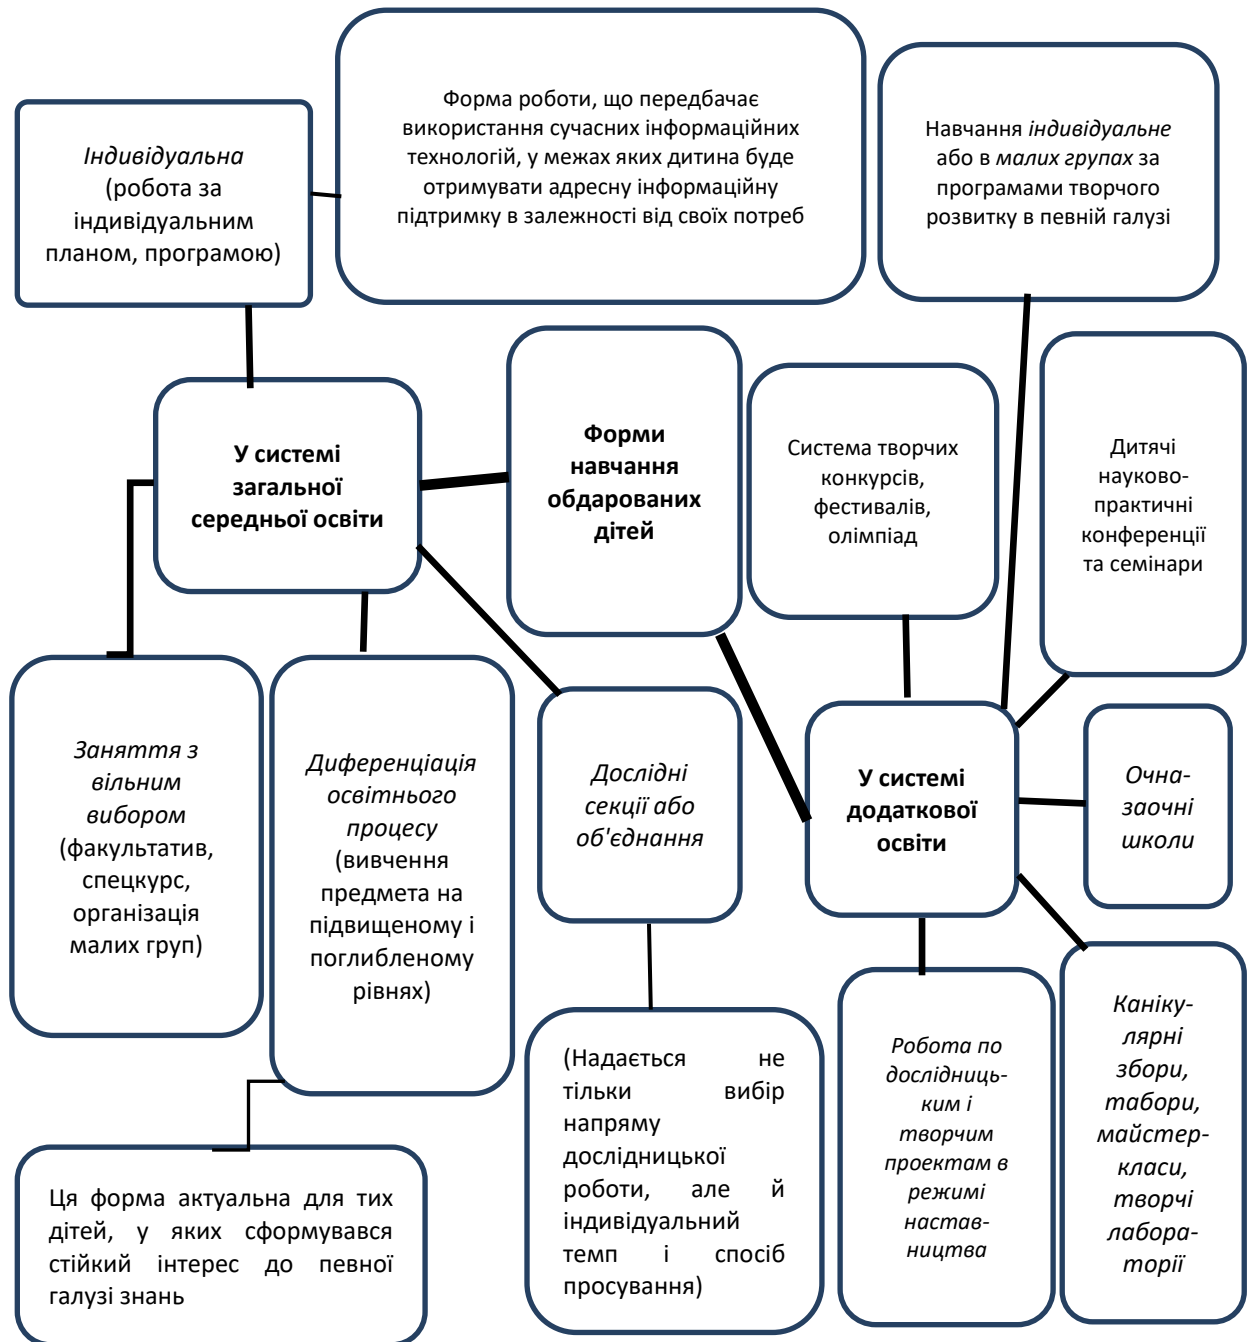 Індивідуальна
(робота за
індивідуальним
планом, програмою)
Форма роботи, що передбачає
використання сучасних інформаційних
технологій, у межах яких дитина буде
отримувати адресну інформаційну
підтримку в залежності від своїх потреб
Навчання індивідуальне
або в малих групах за
програмами творчого
розвитку в певній галузі
У системі
загальної
середньої освіти
Форми
навчання
обдарованих
дітей
Система творчих
конкурсів,
фестивалів,
олімпіад
Дитячі
науково-
практичні
конференції
та семінари
Заняття з
вільним
вибором
(факультатив,
спецкурс,
організація
малих груп)
Диференціація
освітнього
процесу
(вивчення
предмета на
підвищеному і
поглибленому
рівнях)
Дослідні
секції або
об'єднання
У системі
додаткової
освіти
Очна-
заочні
школи
Ця форма актуальна для тих
дітей, у яких сформувався
стійкий інтерес до певної
галузі знань
(Надається не
тільки вибір
напряму
дослідницької
роботи, але й
індивідуальний
темп і спосіб
просування)
Робота по
дослідниць-
ким і
творчим
проектам в
режимі
настав-
ництва
Каніку-
лярні
збори,
табори,
майстер-
класи,
творчі
лабора-
торії